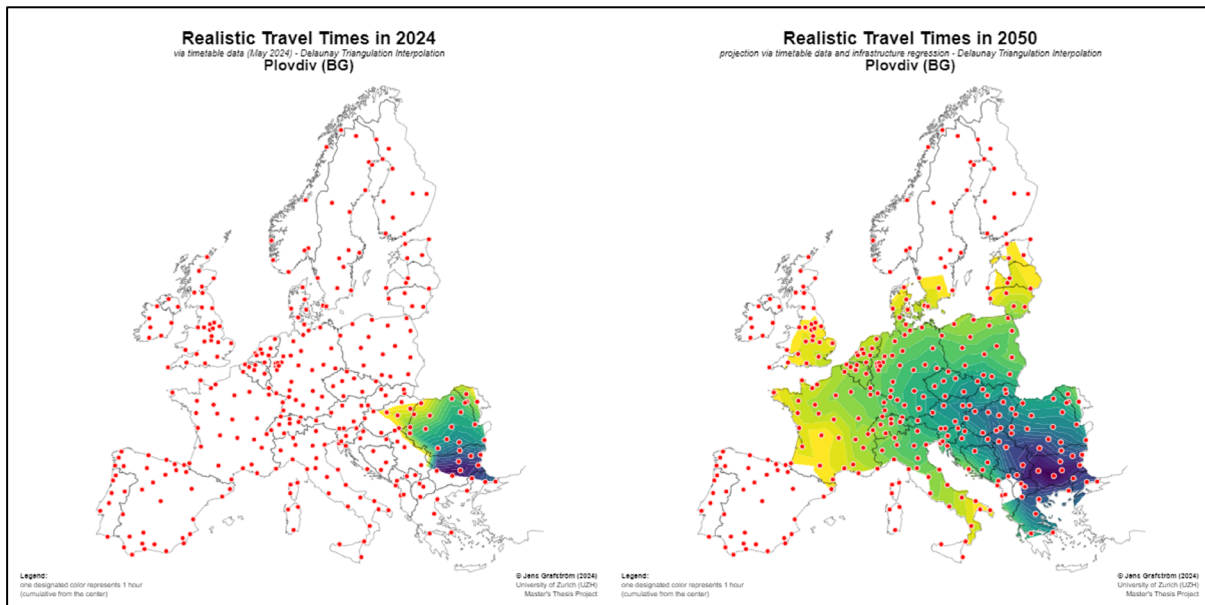 Realistic Travel Times in 2024
via timetable data (May 2024) - Delaunay Triangulation Interpolation
Plovdiv (BG)
Legend:
one designated color represents 1 hour
(cumulative from the center)
© Jens Grafström (2024)
University of Zurich (UZH)
Master's Thesis Project
Realistic Travel Times in 2050
projection via timetable data and infrastructure regression - Delaunay Triangulation Interpolation
Plovdiv (BG)
Legend:
one designated color represents 1 hour
(cumulative from the center)
© Jens Grafström (2024)
University of Zurich (UZH)
Master's Thesis Project